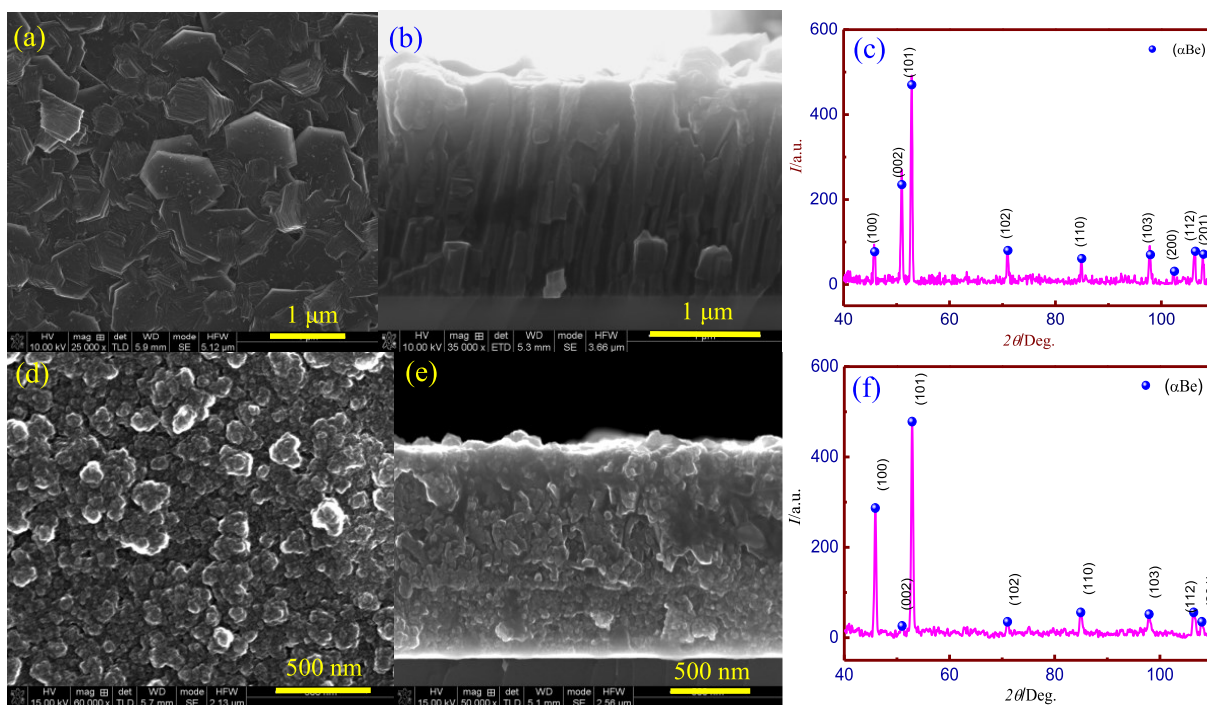 (a)
1 μm
HV mag ⊞ det WD mode HFW
10.00 kV 25 000 x TLD 5.9 mm SE 5.12 μm
(b)
1 μm
HV mag ⊞ det WD mode HFW
10.00 kV 35 000 x ETD 5.3 mm SE 3.66 μm
(c)
(αBe)
I/a.u.
600
400
200
0
(100)
(002)
(101)
(102)
(110)
(103)
(200)
(112)
(201)
40 60 80 100
2θ/Deg.
(d)
500 nm
HV mag ⊞ det WD mode HFW
15.00 kV 60 000 x TLD 5.7 mm SE 2.13 μm
(e)
500 nm
HV mag ⊞ det WD mode HFW
15.00 kV 50 000 x TLD 5.1 mm SE 2.56 μm
(f)
(αBe)
I/a.u.
600
400
200
0
(100)
(002)
(101)
(102)
(110)
(103)
(112)
40 60 80 100
2θ/Deg.